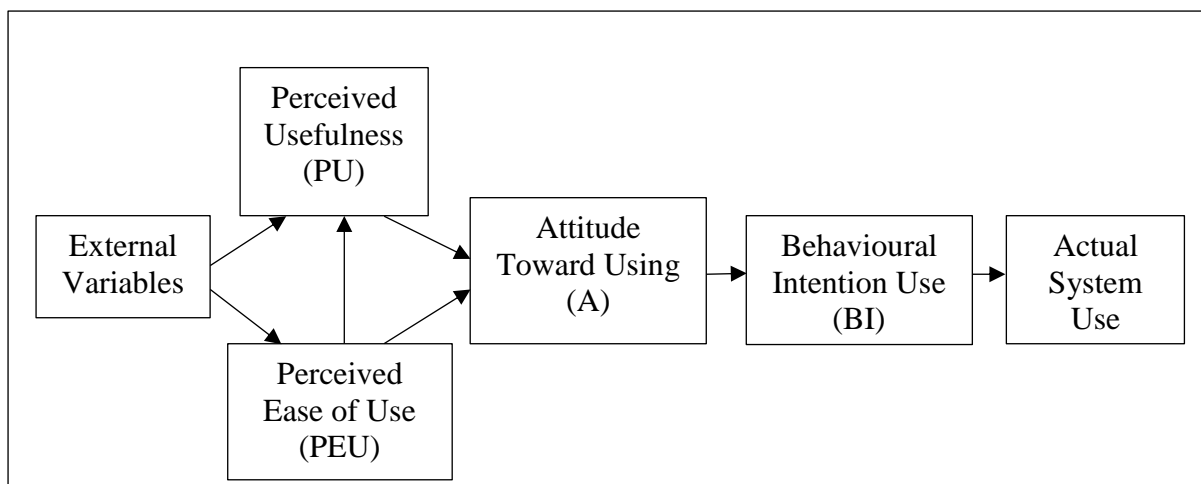 Perceived
Usefulness
(PU)
External
Variables
Perceived
Ease of Use
(PEU)
Attitude
Toward Using
(A)
Behavioural
Intention Use
(BI)
Actual
System
Use